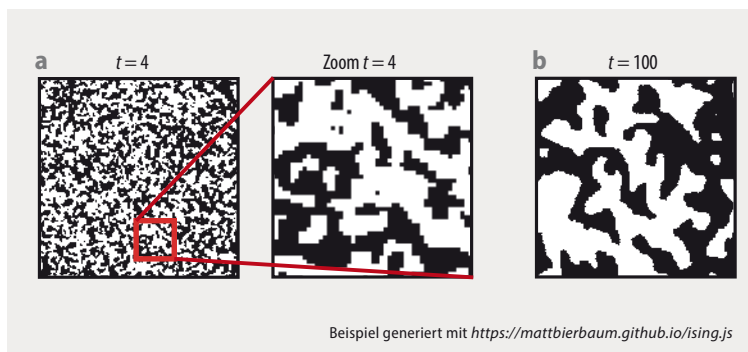 a t = 4 Zoom t = 4 b t = 100
Beispiel generiert mit https://mattbierbaum.github.io/ising.js